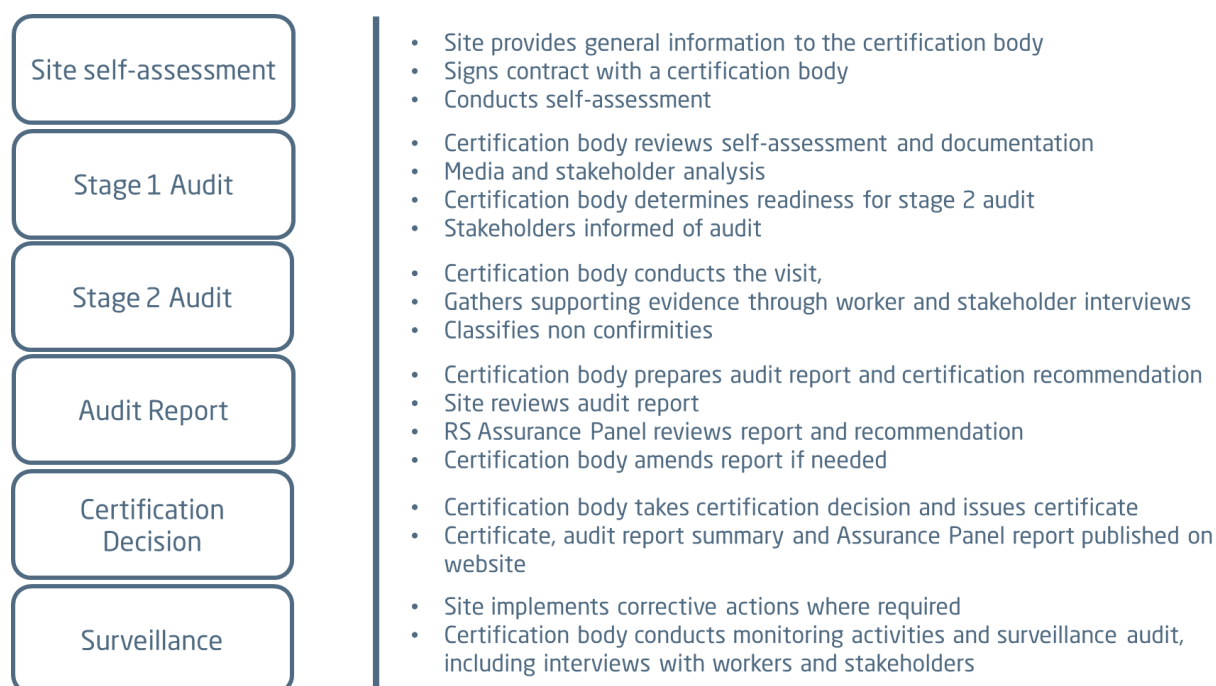 Site self-assessment
• Site provides general information to the certification body
• Signs contract with a certification body
• Conducts self-assessment
Stage 1 Audit
• Certification body reviews self-assessment and documentation
• Media and stakeholder analysis
• Certification body determines readiness for stage 2 audit
• Stakeholders informed of audit
Stage 2 Audit
• Certification body conducts the visit,
• Gathers supporting evidence through worker and stakeholder interviews
• Classifies non confirmities
Audit Report
• Certification body prepares audit report and certification recommendation
• Site reviews audit report
• RS Assurance Panel reviews report and recommendation
• Certification body amends report if needed
Certification
Decision
• Certification body takes certification decision and issues certificate
• Certificate, audit report summary and Assurance Panel report published on
website
Surveillance
• Site implements corrective actions where required
• Certification body conducts monitoring activities and surveillance audit,
including interviews with workers and stakeholders